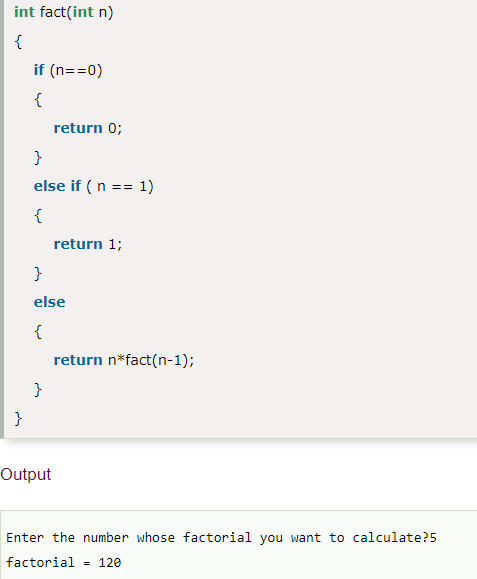 int fact(int n)
{
if (n==0)
{
return 0;
}
else if ( n == 1)
{
return 1;
}
else
{
return n*fact(n-1);
}
}
Output
Enter the number whose factorial you want to calculate?5
factorial = 120